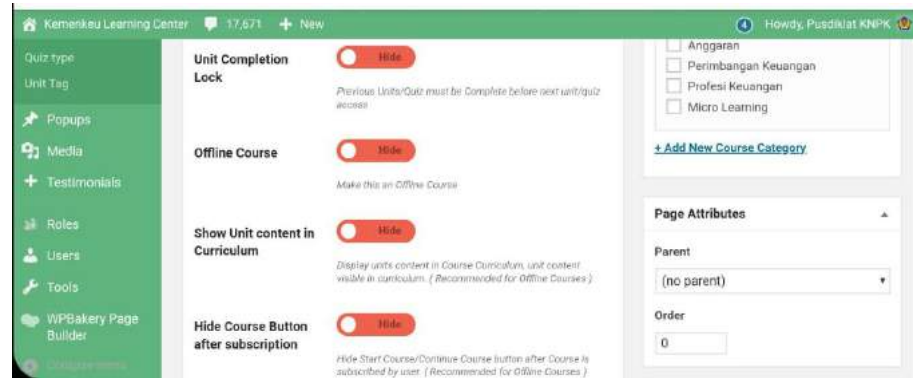 Kemenkeu Learning Center 17,671 + New
4 Howdy, Pusdiklat KNPK
Quiz type
Unit Tag
Popups
Media
Testimonials
Roles
Users
Tools
WPBakery Page
Builder
Unit Completion
Lock
Hide
Previous Units/Quiz must be Complete before next unit/quiz
access
Offline Course
Hide
Make this an Offline Course
Show Unit content in
Curriculum
Hide
Display units content in Course Curriculum, unit content
visible in curriculum. ( Recommended for Offline Courses )
Hide Course Button
after subscription
Hide
Hide Start Course/Continue Course button after Course is
subscribed by user. ( Recommended for Offline Courses )
Anggaran
Perimbangan Keuangan
Profesi Keuangan
Micro Learning
+ Add New Course Category
Page Attributes
Parent
(no parent)
Order
0